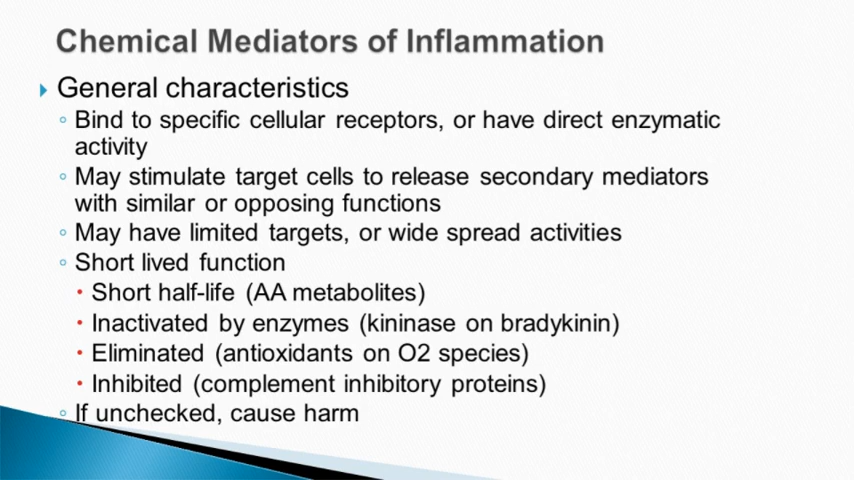 Chemical Mediators of Inflammation
General characteristics
Bind to specific cellular receptors, or have direct enzymatic
activity
May stimulate target cells to release secondary mediators
with similar or opposing functions
May have limited targets, or wide spread activities
Short lived function
Short half-life (AA metabolites)
Inactivated by enzymes (kininase on bradykinin)
Eliminated (antioxidants on O2 species)
Inhibited (complement inhibitory proteins)
If unchecked, cause harm